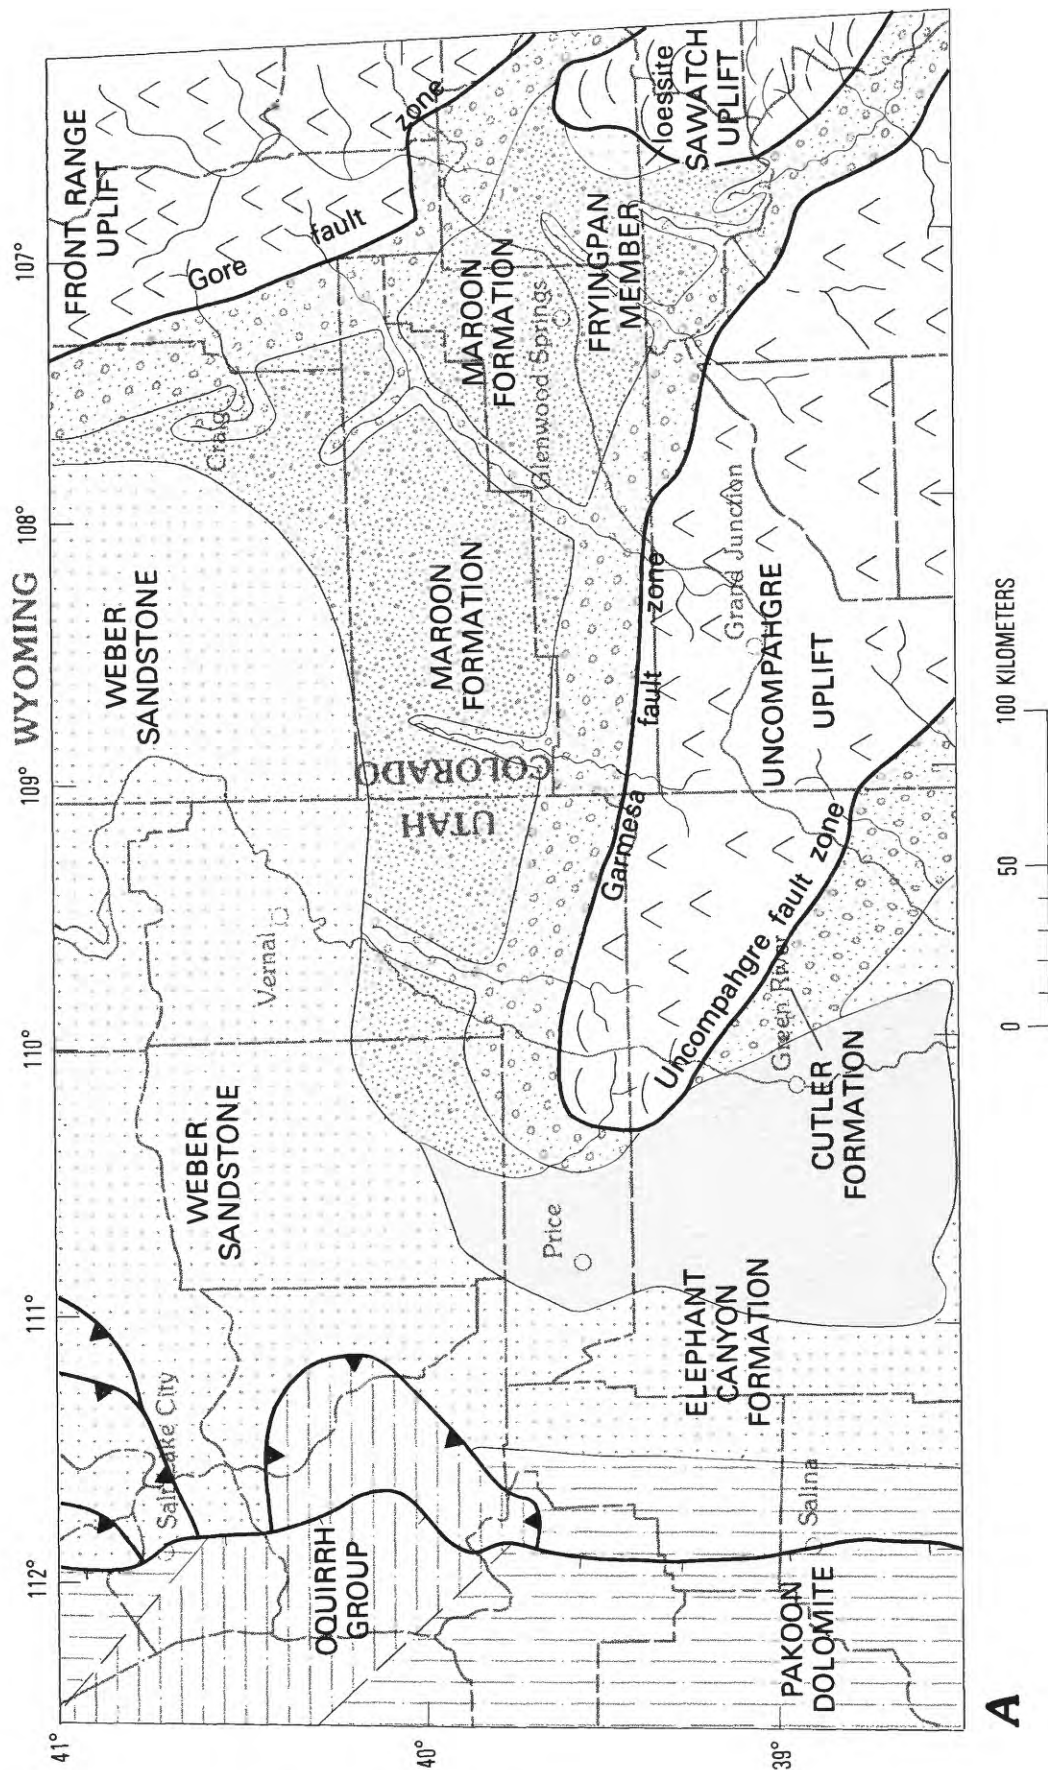 WYOMING
112°
111°
110°
109°
108°
107°
41°
40°
39°
FRONT RANGE
UPLIFT
Gore
fault
zone
loessite
SAWATCH
UPLIFT
WEBER
SANDSTONE
Craig
MAROON
FORMATION
Glenwood Springs
FRYINGPAN
MEMBER
MAROON
FORMATION
COLORADO
UTAH
Vernal
WEBER
SANDSTONE
Garmesa
fault
zone
Grand Junction
UNCOMPAHGRE
UPLIFT
Uncompahgre fault zone
Green River
CUTLER
FORMATION
Price
ELEPHANT
CANYON
FORMATION
Salt Lake City
OQUIRRH
GROUP
Salina
PAKOON
DOLOMITE
0
50
100 KILOMETERS
A